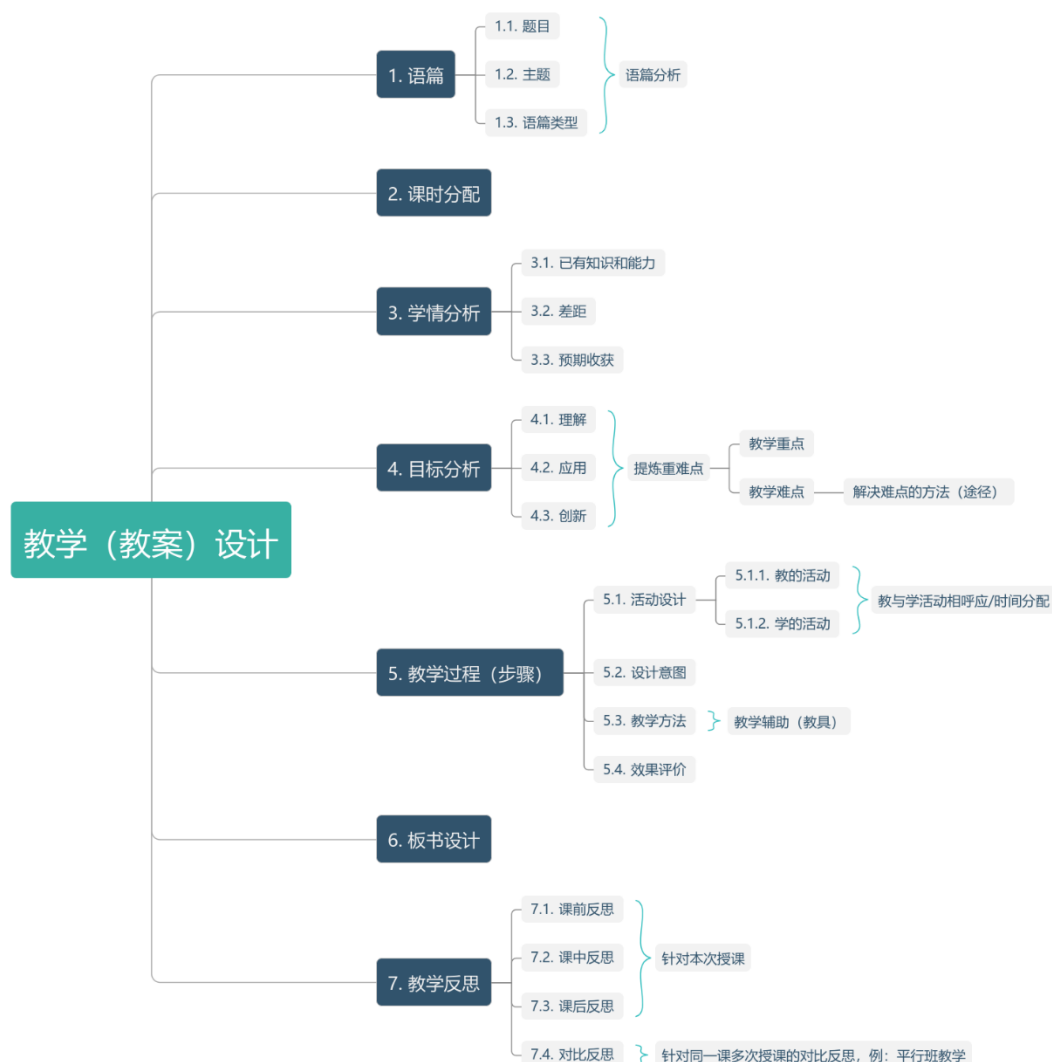 教学（教案）设计
1. 语篇
1.1. 题目
1.2. 主题
1.3. 语篇类型
语篇分析
2. 课时分配
3. 学情分析
3.1. 已有知识和能力
3.2. 差距
3.3. 预期收获
4. 目标分析
4.1. 理解
4.2. 应用
4.3. 创新
提炼重难点
教学重点
教学难点
解决难点的方法（途径）
5. 教学过程（步骤）
5.1. 活动设计
5.1.1. 教的活动
5.1.2. 学的活动
教与学活动相呼应/时间分配
5.2. 设计意图
5.3. 教学方法
教学辅助（教具）
5.4. 效果评价
6. 板书设计
7. 教学反思
7.1. 课前反思
7.2. 课中反思
7.3. 课后反思
针对本次授课
7.4. 对比反思
针对同一课多次授课的对比反思，例：平行班教学